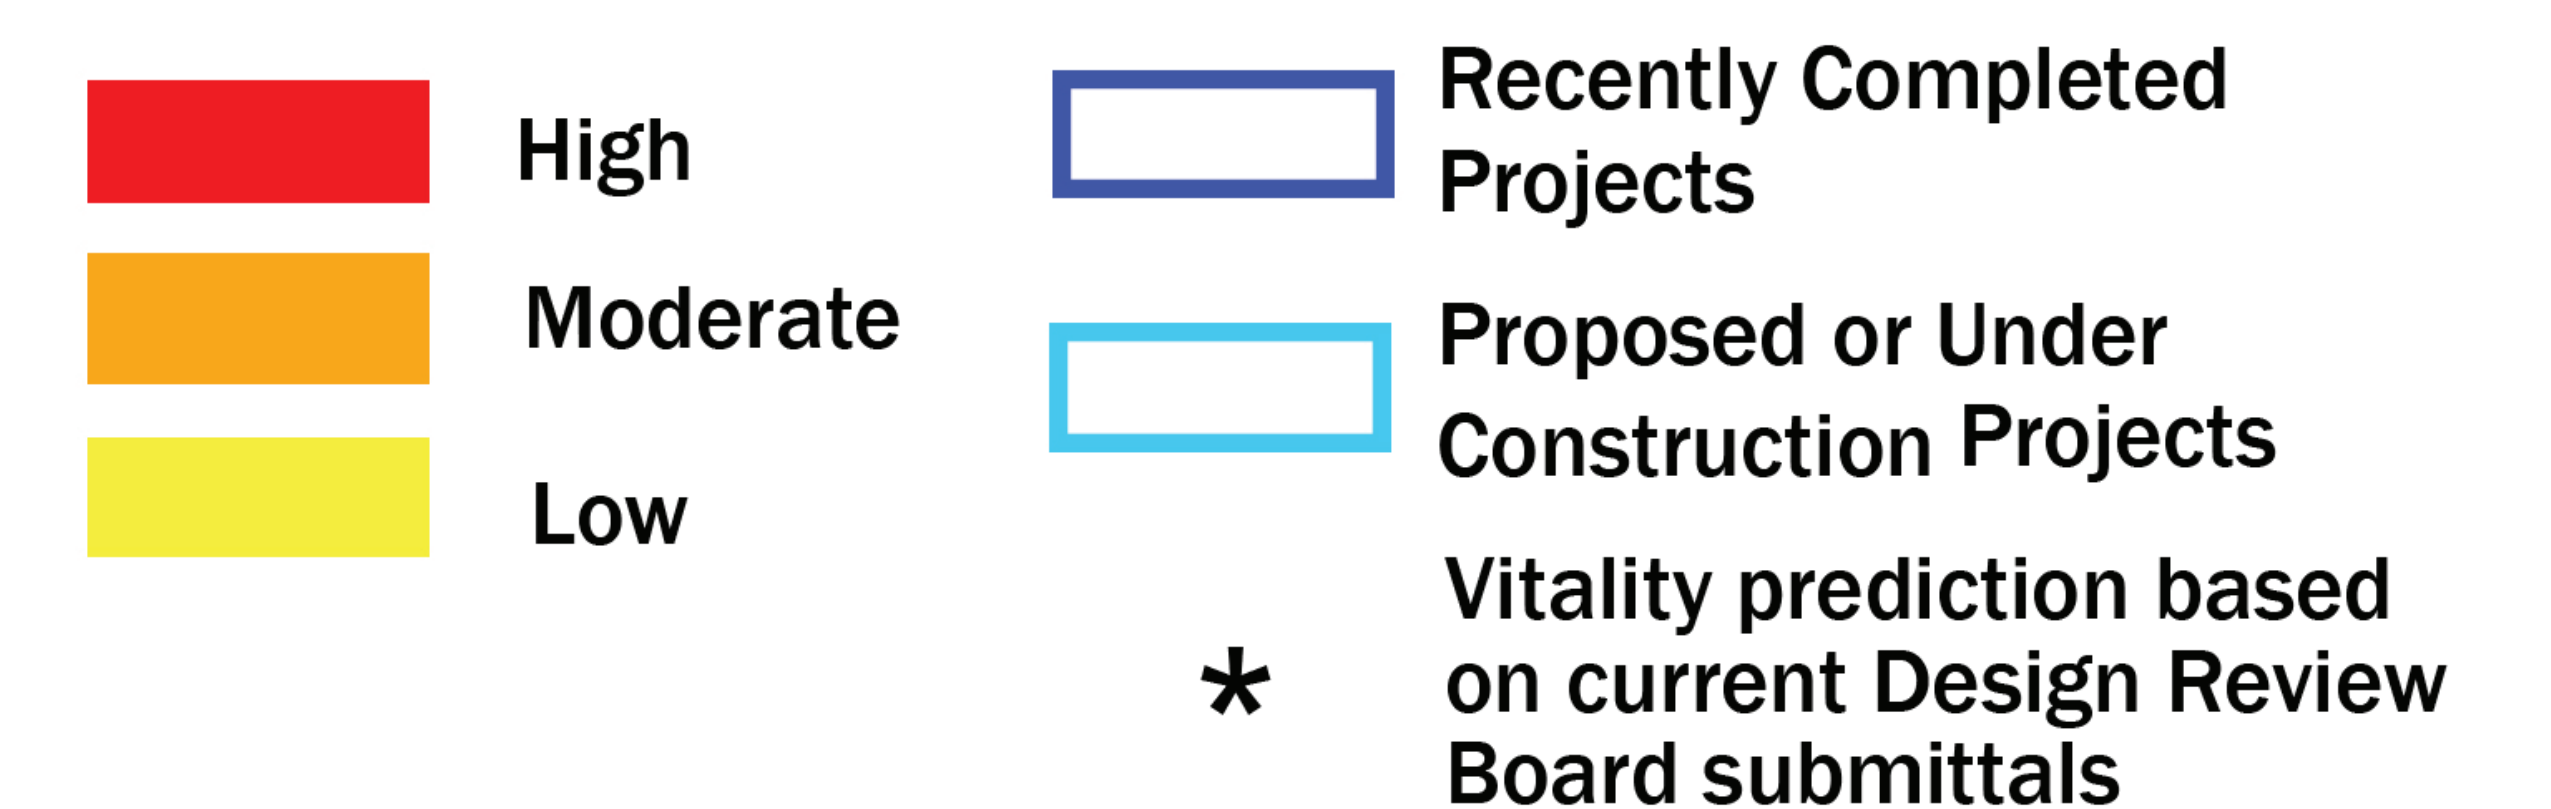 High
Moderate
Low
Recently Completed
Projects
Proposed or Under
Construction Projects
*
Vitality prediction based
on current Design Review
Board submittals